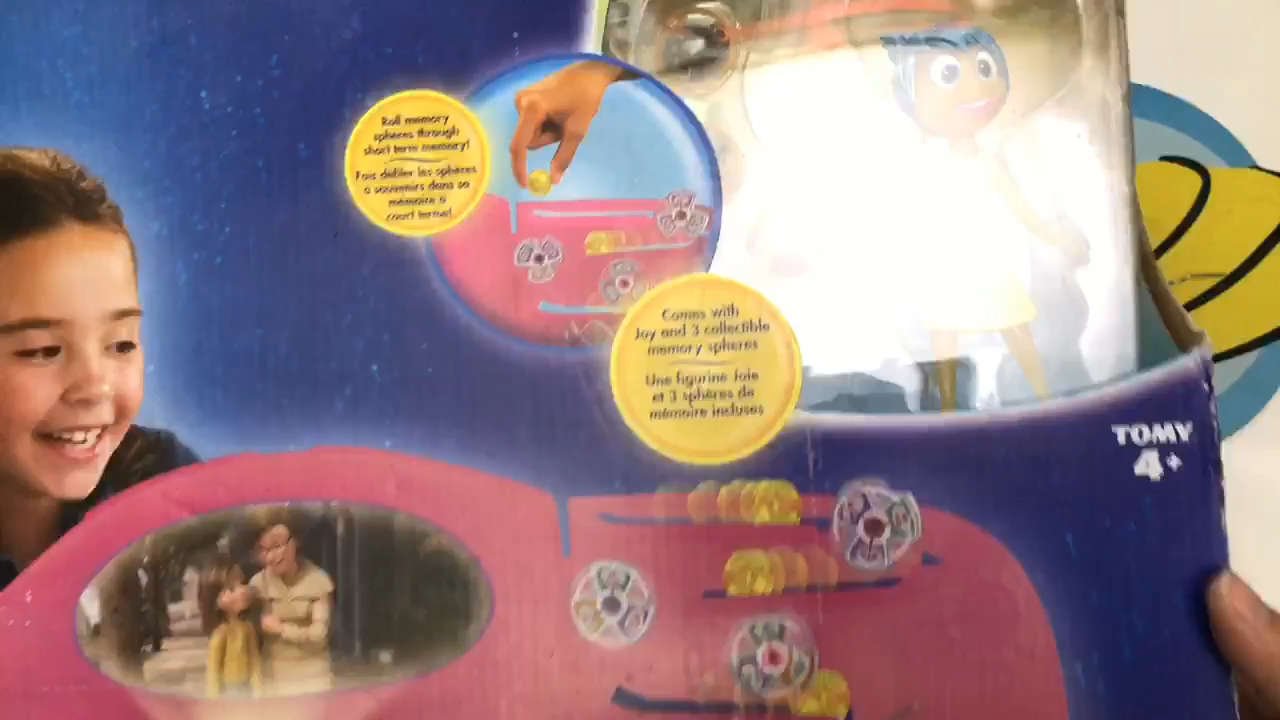 Roll memory
spheres through
short term memory!
Fais débler les sphères
à souvenirs dans sa
mémoire à
court terme!
Comes with
Joy and 3 collectible
memory spheres
Une figurine Joie
et 3 sphères de
mémoire incluses
TOMY
4+